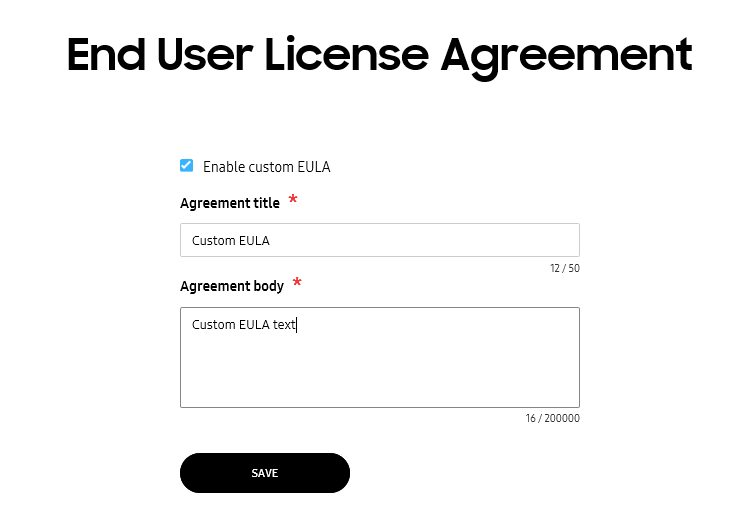 End User License Agreement
Enable custom EULA
Agreement title *
Custom EULA
12 / 50
Agreement body *
Custom EULA text
16 / 200000
SAVE